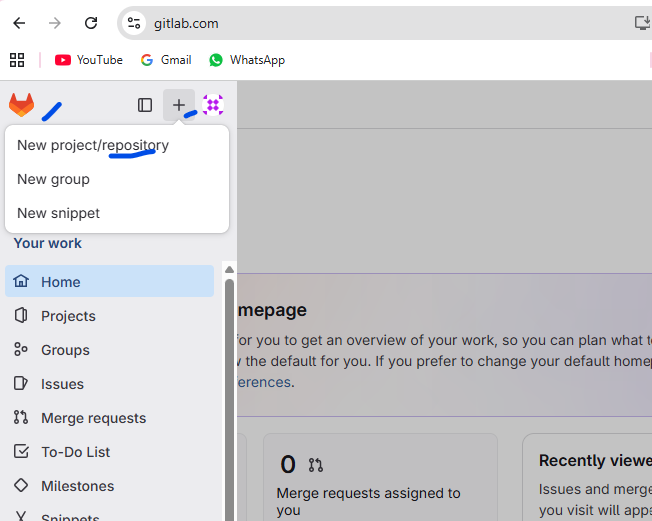 gitlab.com
YouTube
Gmail
WhatsApp
New project/repository
New group
New snippet
Your work
Home
Projects
Groups
Issues
Merge requests
To-Do List
Milestones
Snippets
mepage
for you to get an overview of your work, so you can plan what t
w the default for you. If you prefer to change your default home
erences.
0
Merge requests assigned to
you
Recently viewe
Issues and merge
you visit will appe